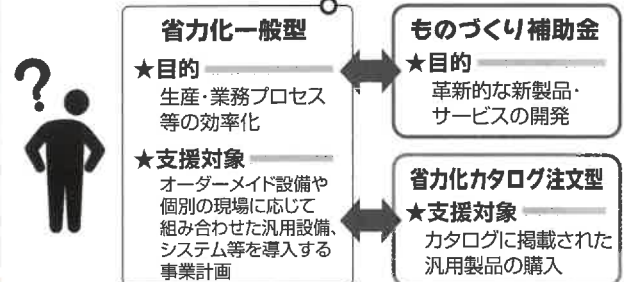 ?
省力化一般型
★目的
生産・業務プロセス
等の効率化
★支援対象
オーダーメイド設備や
個別の現場に応じて
組み合わせた汎用設備、
システム等を導入する
事業計画
ものづくり補助金
★目的
革新的な新製品・
サービスの開発
省力化カタログ注文型
★支援対象
カタログに掲載された
汎用製品の購入